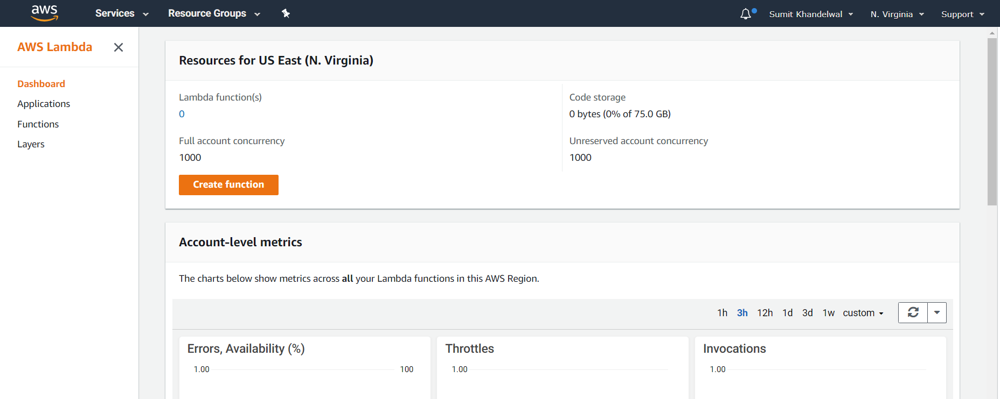 aws Services Resource Groups Sumit Khandelwal N. Virginia Support
AWS Lambda
Dashboard
Applications
Functions
Layers
Resources for US East (N. Virginia)
Lambda function(s)
0
Code storage
0 bytes (0% of 75.0 GB)
Full account concurrency
1000
Unreserved account concurrency
1000
Create function
Account-level metrics
The charts below show metrics across all your Lambda functions in this AWS Region.
1h 3h 12h 1d 3d 1w custom
Errors, Availability (%)
1.00 100
Throttles
1.00
Invocations
1.00